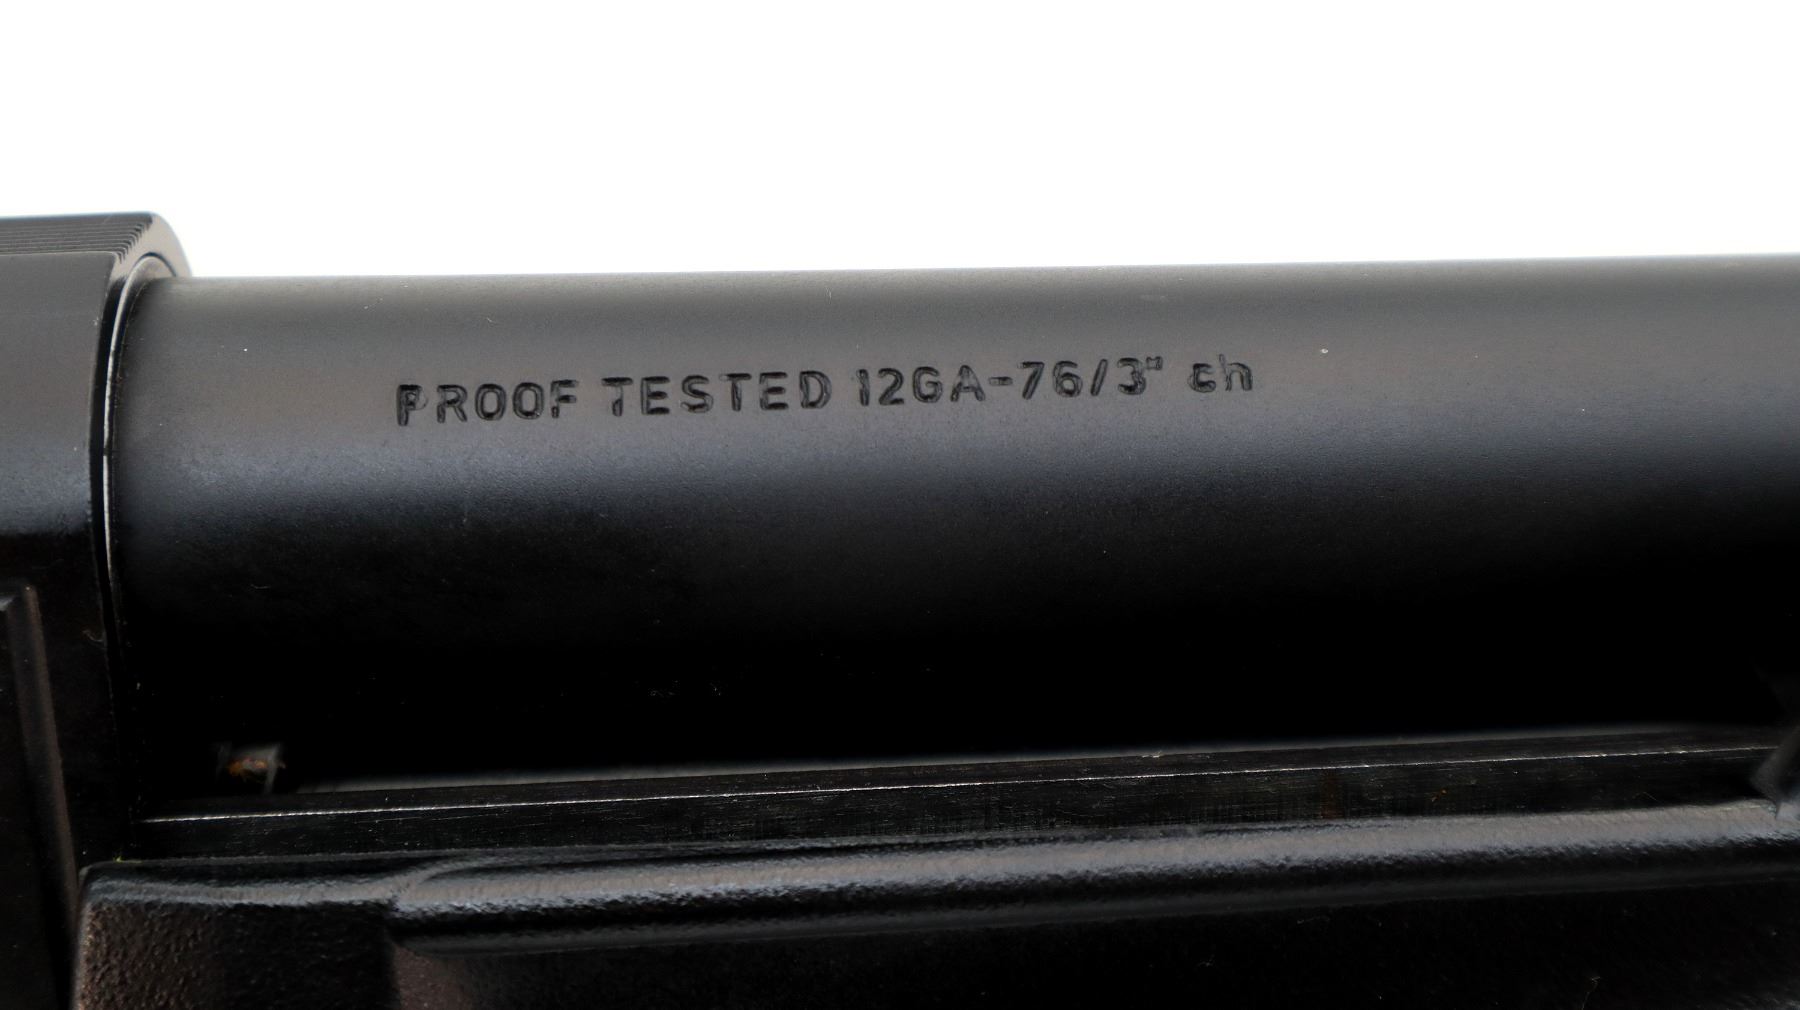 PROOF TESTED 12GA-76/3" ch